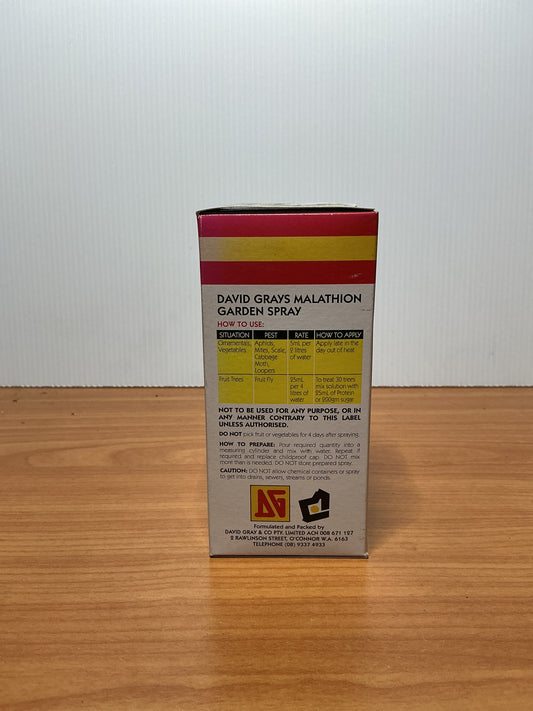 DAVID GRAYS MALATHION
GARDEN SPRAY
HOW TO USE:
SITUATION PEST RATE HOW TO APPLY
Ornamentals, Aphids, 5mL per Apply late in the
Vegetables Mites, Scale, 2 litres day out of heat
Cabbage of water
Moth,
Loopers
Fruit Trees Fruit Fly 25mL To treat 30 trees
per 4 mix solution with
litres of 25mL of Protein
water or 200gm sugar
NOT TO BE USED FOR ANY PURPOSE, OR IN
ANY MANNER CONTRARY TO THIS LABEL
UNLESS AUTHORISED.
DO NOT pick fruit or vegetables for 4 days after spraying.
HOW TO PREPARE: Pour required quantity into a
measuring cylinder and mix with water. Repeat if
required and replace childproof cap. DO NOT mix
more than is needed. DO NOT store prepared spray.
CAUTION: DO NOT allow chemical containers or spray
to get into drains, sewers, streams or ponds.
DG
Formulated and Packed by
DAVID GRAY & CO PTY. LIMITED ACN 008 671 127
2 RAWLINSON STREET, O'CONNOR W.A. 6163
TELEPHONE (08) 9337 4933